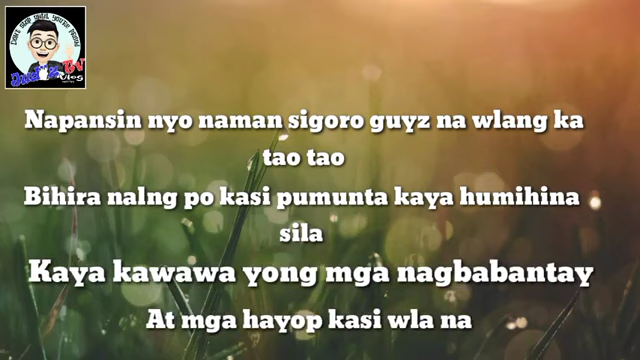 Napansin nyo naman sigoro guyz na wlang ka
tao tao
Bihira nalng po kasi pumunta kaya humihina
sila
Kaya kawawa yong mga nagbabantay
At mga hayop kasi wla na